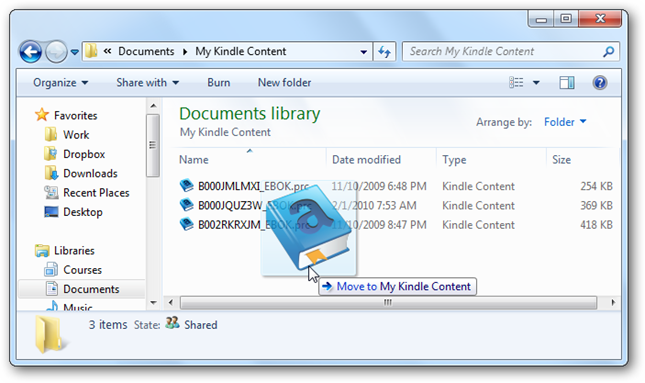 « Documents ▸ My Kindle Content
Search My Kindle Content
Organize Share with Burn New folder
Favorites
Work
Dropbox
Downloads
Recent Places
Desktop
Libraries
Courses
Documents
Music
Documents library
My Kindle Content
Arrange by: Folder
Name Date modified Type Size
B000JMLMXI_EBOK.prc 11/10/2009 6:48 PM Kindle Content 254 KB
B000JQUZ3W_EBOK.prc 2/1/2010 7:53 AM Kindle Content 369 KB
B002RKRXJM_EBOK.prc 11/10/2009 8:47 PM Kindle Content 418 KB
Move to My Kindle Content
3 items State: Shared